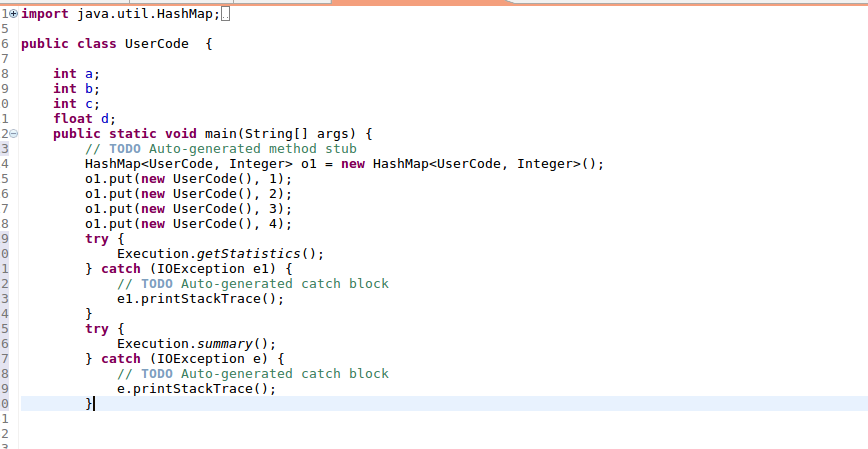 1 import java.util.HashMap;
5
6 public class UserCode  {
7
8     int a;
9     int b;
0     int c;
1     float d;
2     public static void main(String[] args) {
3         // TODO Auto-generated method stub
4         HashMap<UserCode, Integer> o1 = new HashMap<UserCode, Integer>();
5         o1.put(new UserCode(), 1);
6         o1.put(new UserCode(), 2);
7         o1.put(new UserCode(), 3);
8         o1.put(new UserCode(), 4);
9         try {
0             Execution.getStatistics();
1         } catch (IOException e1) {
2             // TODO Auto-generated catch block
3             e1.printStackTrace();
4         }
5         try {
6             Execution.summary();
7         } catch (IOException e) {
8             // TODO Auto-generated catch block
9             e.printStackTrace();
0         }
1
2